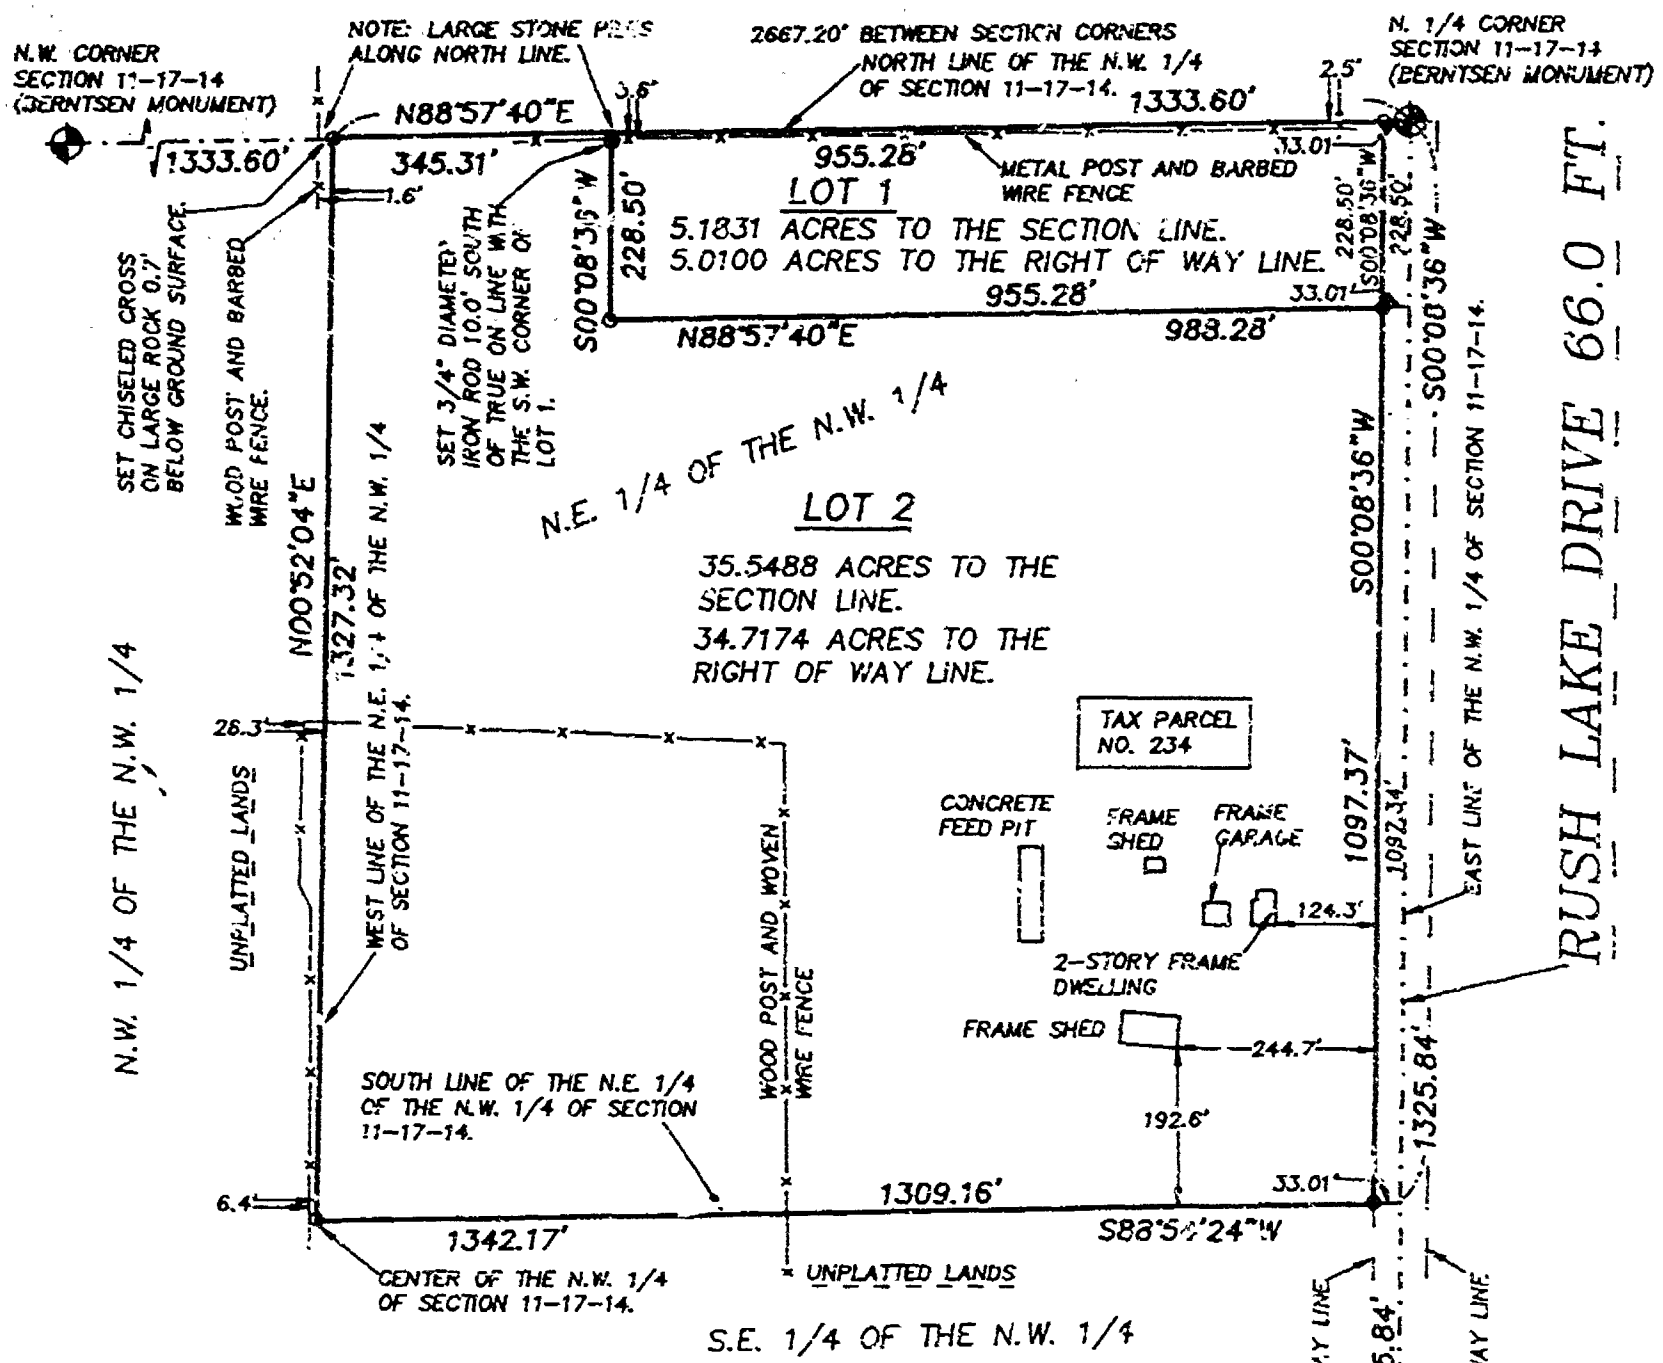 NOTE: LARGE STONE PILES
ALONG NORTH LINE.
2667.20' BETWEEN SECTION CORNERS
NORTH LINE OF THE N.W. 1/4
OF SECTION 11-17-14.
N. 1/4 CORNER
SECTION 11-17-14
(BERNTSEN MONUMENT)
N.W. CORNER
SECTION 11-17-14
(BERNTSEN MONUMENT)
N88°57'40"E
3.6'
1333.60'
2.5'
1333.60'
345.31'
955.28'
33.01'
1.6'
METAL POST AND BARBED
WIRE FENCE
LOT 1
5.1831 ACRES TO THE SECTION LINE.
5.0100 ACRES TO THE RIGHT OF WAY LINE.
S00°08'36"W
228.50'
228.50'
S00°08'36"W
228.50'
S00°08'36"W
955.28'
33.01'
N88°57'40"E
988.28'
SET CHISELED CROSS
ON LARGE ROCK 0.7'
BELOW GROUND SURFACE.
WOOD POST AND BARBED
WIRE FENCE.
SET 3/4" DIAMETER
IRON ROD 10.0' SOUTH
OF TRUE ON LINE WITH
THE S.W. CORNER OF
LOT 1.
N.E. 1/4 OF THE N.W. 1/4
LOT 2
35.5488 ACRES TO THE
SECTION LINE.
34.7174 ACRES TO THE
RIGHT OF WAY LINE.
N00°52'04"E
1327.32'
WEST LINE OF THE N.E. 1/4 OF THE N.W. 1/4
OF SECTION 11-17-14.
S00°08'36"W
1097.37'
1092.34'
EAST LINE OF THE N.W. 1/4 OF SECTION 11-17-14.
RUSH LAKE DRIVE 66.0 FT.
N.W. 1/4 OF THE N.W. 1/4
UNPLATTED LANDS
26.3'
TAX PARCEL
NO. 234
CONCRETE
FEED PIT
FRAME
SHED
FRAME
GARAGE
124.3'
2-STORY FRAME
DWELLING
WOOD POST AND WOVEN
WIRE FENCE
FRAME SHED
244.7'
192.6'
1325.84'
SOUTH LINE OF THE N.E. 1/4
OF THE N.W. 1/4 OF SECTION
11-17-14.
6.4'
1309.16'
33.01'
1342.17'
"W
CENTER OF THE N.W. 1/4
OF SECTION 11-17-14.
UNPLATTED LANDS
S.E. 1/4 OF THE N.W. 1/4
AY LINE
5.84'
WAY LINE